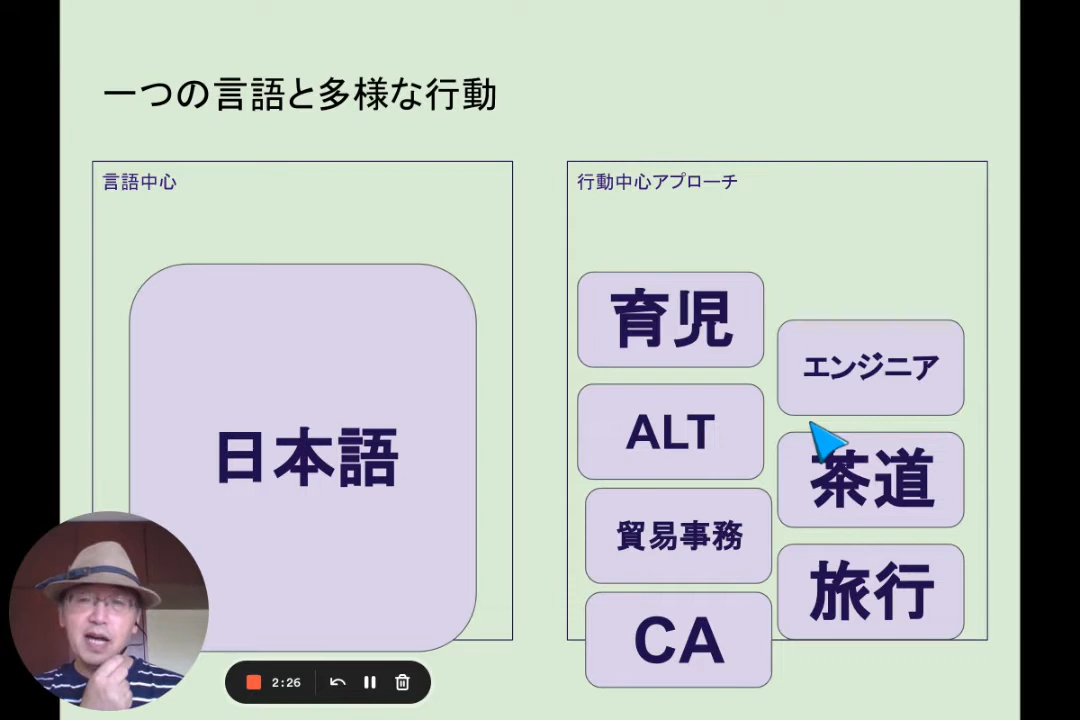 一つの言語と多様な行動
言語中心
日本語
行動中心アプローチ
育児
エンジニア
ALT
茶道
貿易事務
旅行
CA
2:26